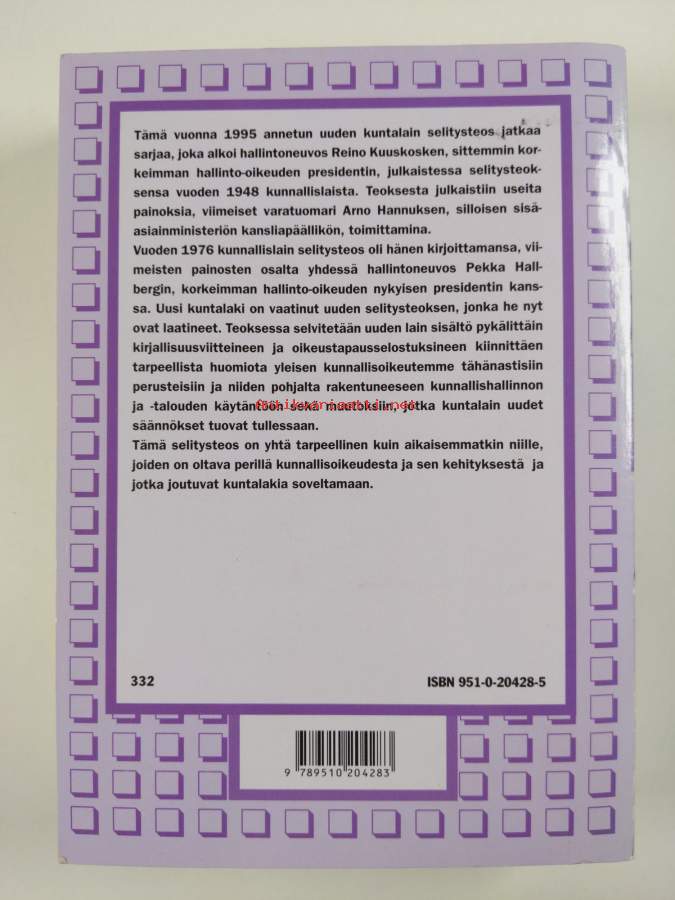 Tämä vuonna 1995 annetun uuden kuntalain selitysteos jatkaa
sarjaa, joka alkoi hallintoneuvos Reino Kuuskosken, sittemmin kor-
keimman hallinto-oikeuden presidentin, julkaistessa selitysteok-
sensa vuoden 1948 kunnallislaista. Teoksesta julkaistiin useita
painoksia, viimeiset varatuomari Arno Hannuksen, silloisen sisä-
asiainministeriön kansliapäällikön, toimittamina.
Vuoden 1976 kunnallislain selitysteos oli hänen kirjoittamansa, vii-
meisten painosten osalta yhdessä hallintoneuvos Pekka Hall-
bergin, korkeimman hallinto-oikeuden nykyisen presidentin kans-
sa. Uusi kuntalaki on vaatinut uuden selitysteoksen, jonka he nyt
ovat laatineet. Teoksessa selvitetään uuden lain sisältö pykälittäin
kirjallisuusviitteineen ja oikeustapausselostuksineen kiinnittäen
tarpeellista huomiota yleisen kunnallisoikeutemme tähänastisiin
perusteisiin ja niiden pohjalta rakentuneeseen kunnallishallinnon
ja -talouden käytäntöön sekä muutoksiin, jotka kuntalain uudet
säännökset tuovat tullessaan.
Tämä selitysteos on yhtä tarpeellinen kuin aikaisemmatkin niille,
joiden on oltava perillä kunnallisoikeudesta ja sen kehityksestä ja
jotka joutuvat kuntalakia soveltamaan.
332 ISBN 951-0-20428-5
9 789510 204283